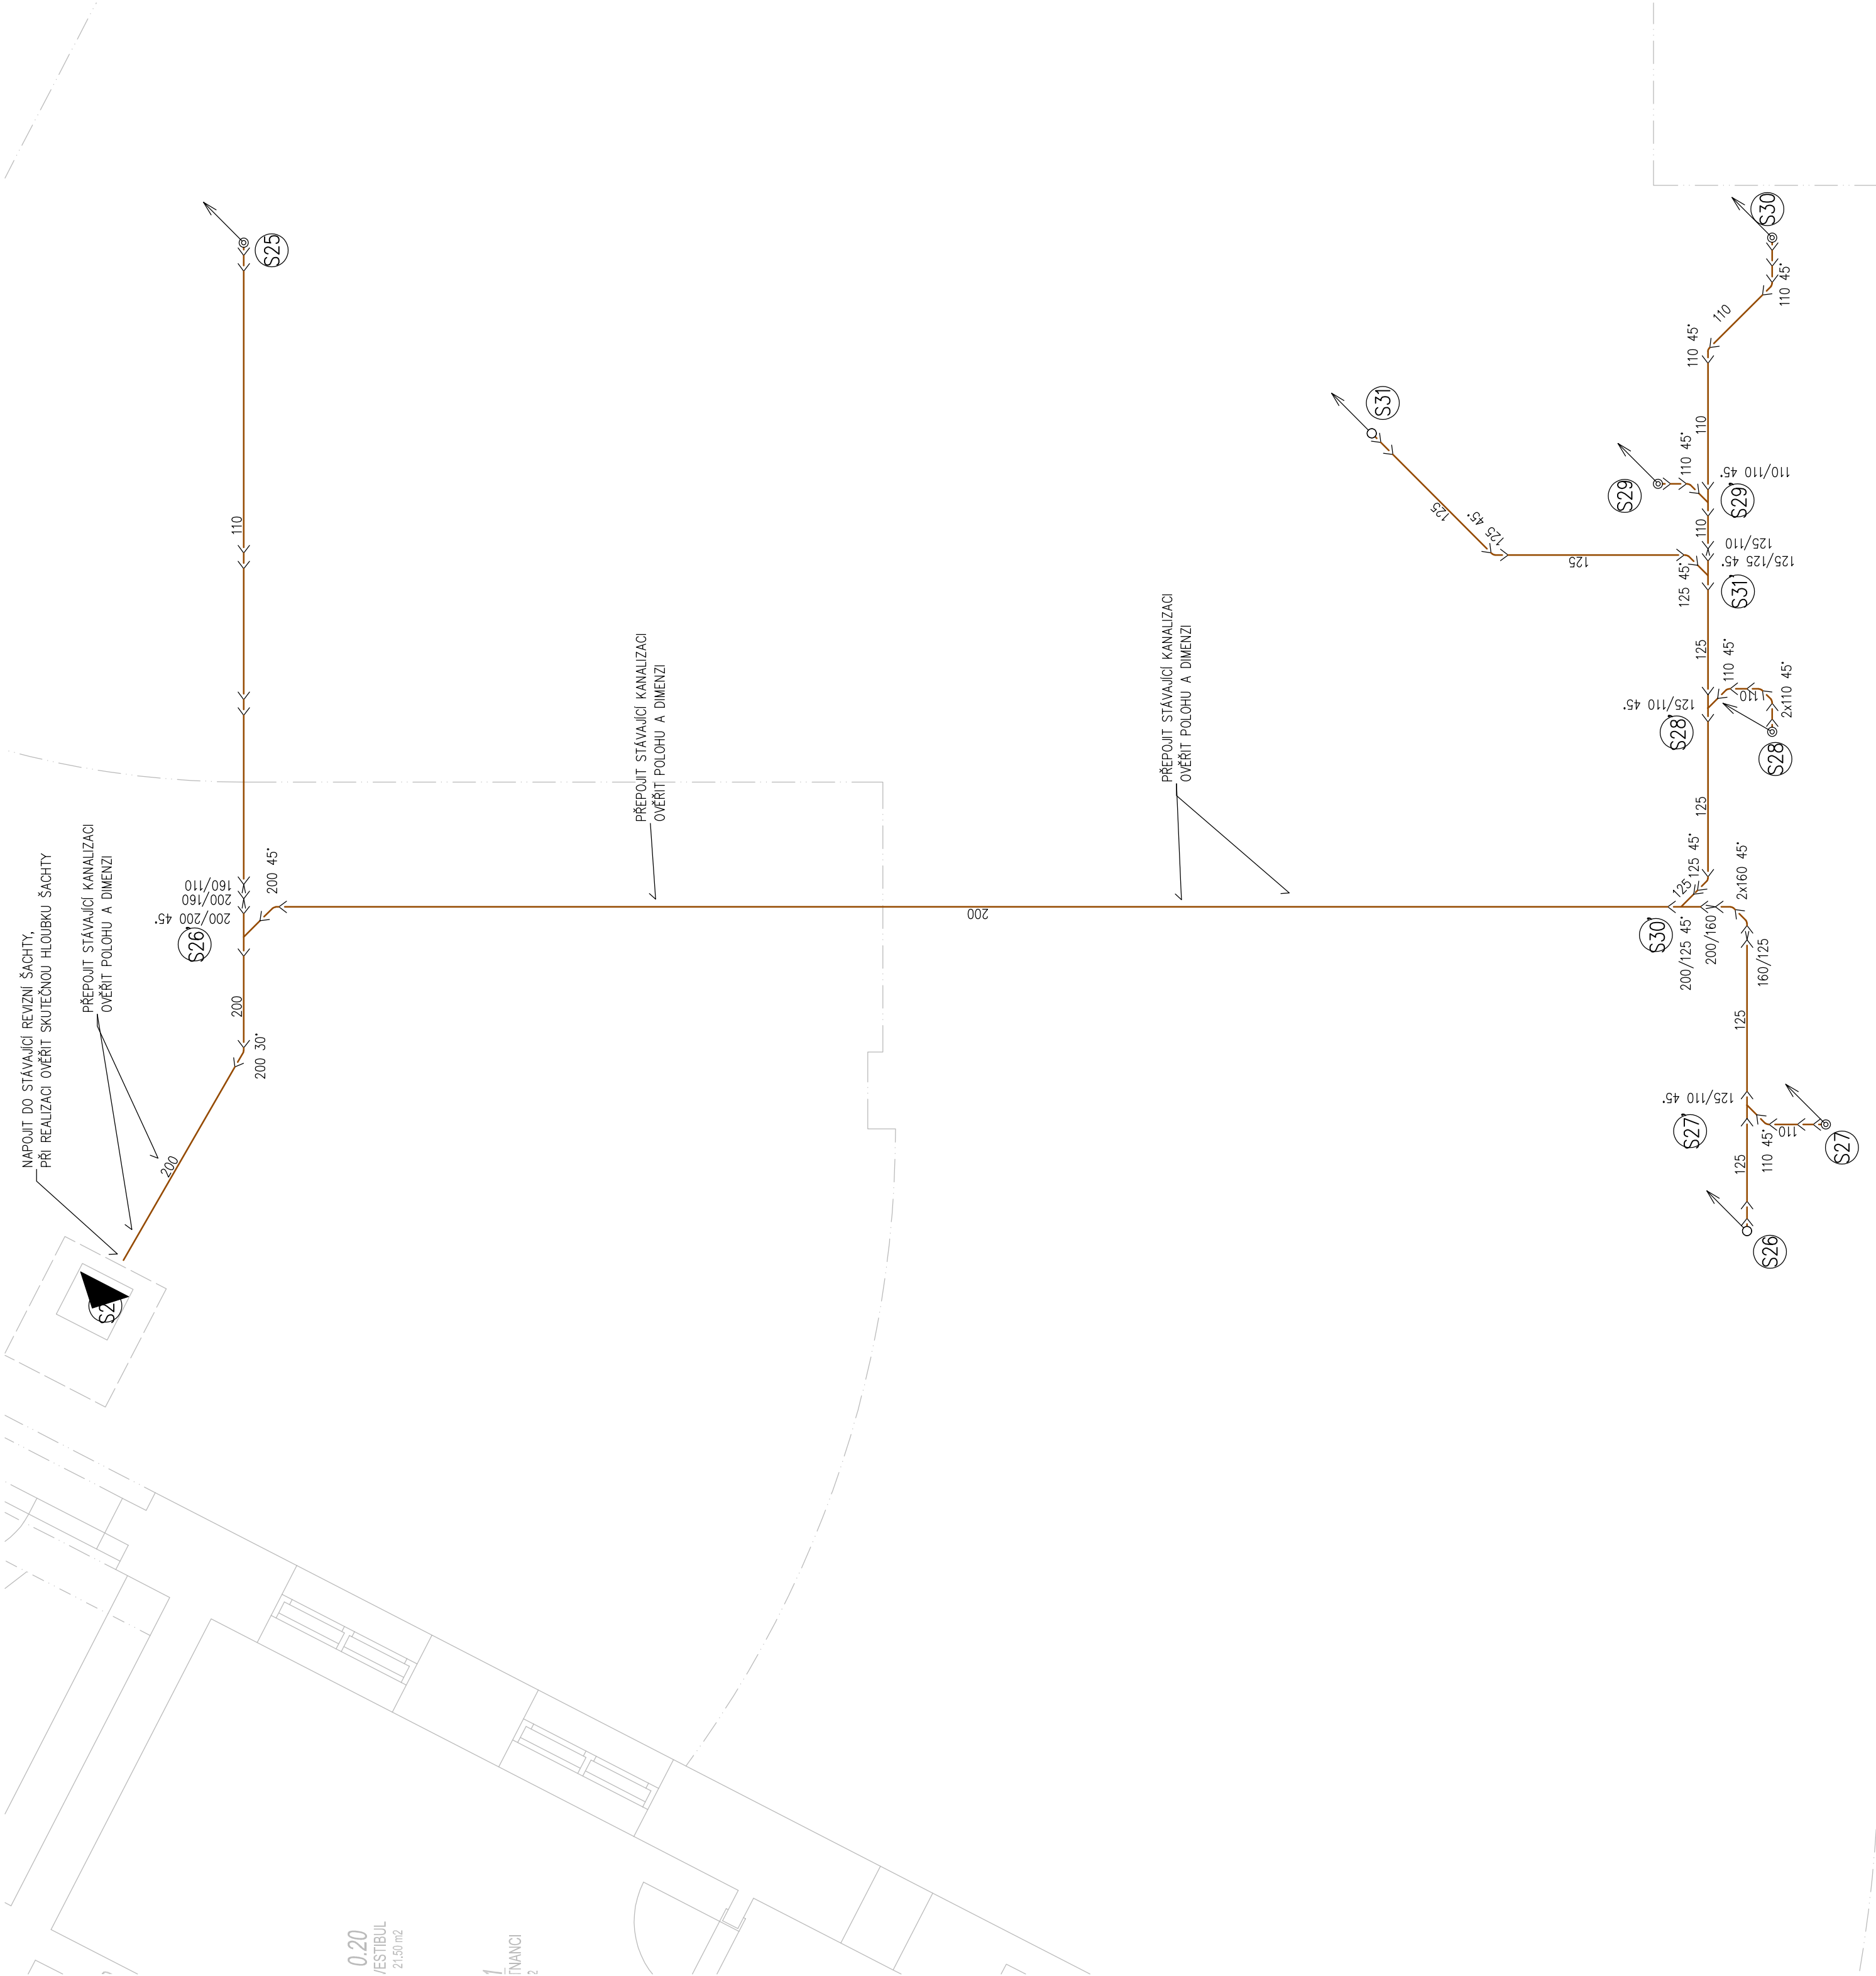 NAPOJIT DO STÁVAJÍCÍ REVIZNÍ ŠACHTY,
PŘI REALIZACI OVĚŘIT SKUTEČNOU HLOUBKU ŠACHTY
PŘEPOJIT STÁVAJÍCÍ KANALIZACI
OVĚŘIT POLOHU A DIMENZI
200
200 30°
200
S26'
200/200 45°
200/160
160/110
200 45°
110
S25
PŘEPOJIT STÁVAJÍCÍ KANALIZACI
OVĚŘIT POLOHU A DIMENZI
200
PŘEPOJIT STÁVAJÍCÍ KANALIZACI
OVĚŘIT POLOHU A DIMENZI
S31
125
125 45°
125
125 45°
S29
110 45°
110/110 45°
S29'
110
110
110 45°
110
110 45°
S30
125/110
125/125 45°
S31'
125
125/110 45°
S28'
110 45°
110
2x110 45°
S28
125
125 45°
125
S30'
200/125 45°
200/160
2x160 45°
160/125
125
125/110 45°
S27'
110 45°
110
S27
125
S26
0.20
VESTIBUL
21.50 m2